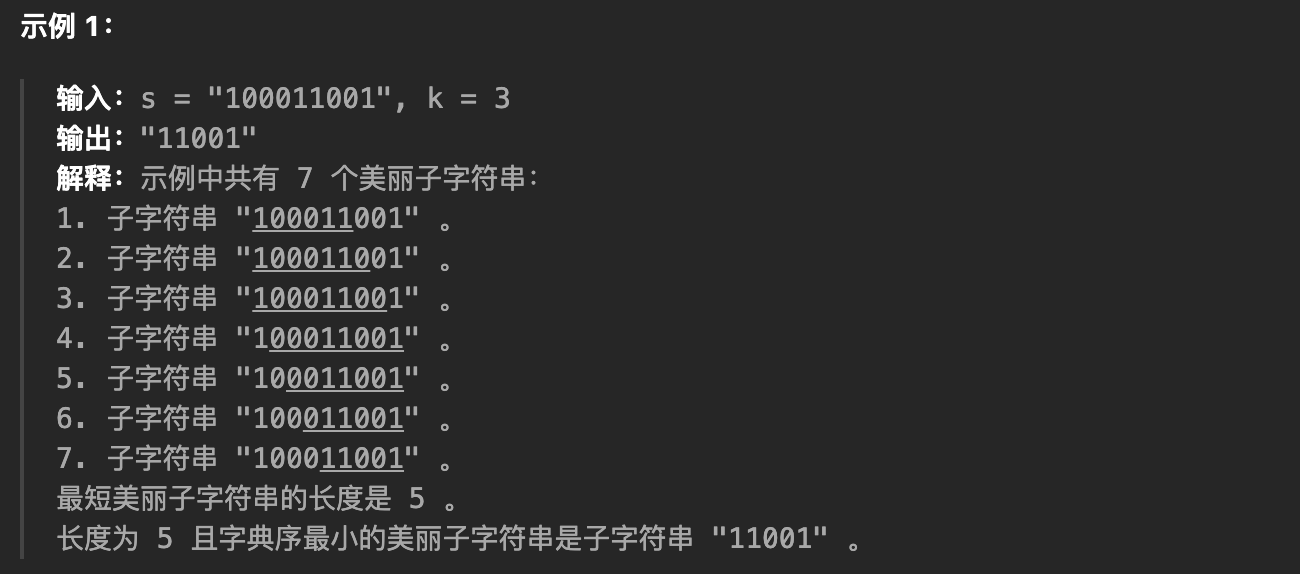 示例 1：
输入：s = "100011001", k = 3
输出："11001"
解释：示例中共有 7 个美丽子字符串：
1. 子字符串 "100011001" 。
2. 子字符串 "100011001" 。
3. 子字符串 "100011001" 。
4. 子字符串 "100011001" 。
5. 子字符串 "100011001" 。
6. 子字符串 "100011001" 。
7. 子字符串 "100011001" 。
最短美丽子字符串的长度是 5 。
长度为 5 且字典序最小的美丽子字符串是子字符串 "11001" 。